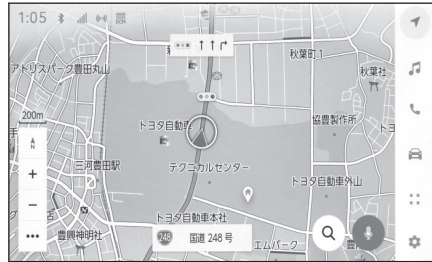 1:05
DCM
秋葉町1
アトリスパーク豊田丸山
秋葉社
200m
トヨタ自動車
協豊製作所
N
三河豊田駅
テクニカルセンター
トヨタ自動車外山
トヨタ自動車本社
248 国道 248 号
豊興神明社
エムパーク